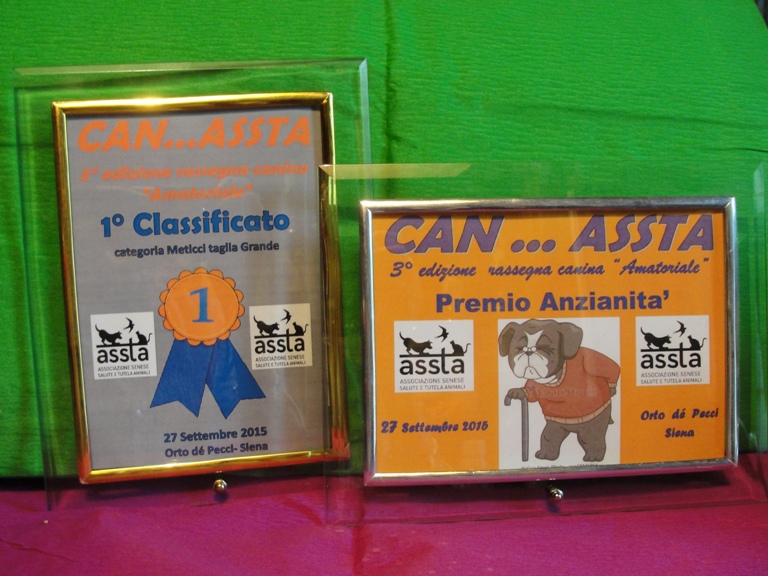 CAN...ASSTA
3° edizione rassegna canina
"Amatoriale"
1° Classificato
categoria Meticci taglia Grande
1
assta
ASSOCIAZIONE SENESE
SALUTE E TUTELA ANIMALI
assta
ASSOCIAZIONE SENESE
SALUTE E TUTELA ANIMALI
27 Settembre 2015
Orto dé Pecci- Siena
CAN ... ASSTA
3° edizione rassegna canina "Amatoriale"
Premio Anzianita'
assta
ASSOCIAZIONE SENESE
SALUTE E TUTELA ANIMALI
assta
ASSOCIAZIONE SENESE
SALUTE E TUTELA ANIMALI
27 Settembre 2015
Orto dé Pecci
Siena